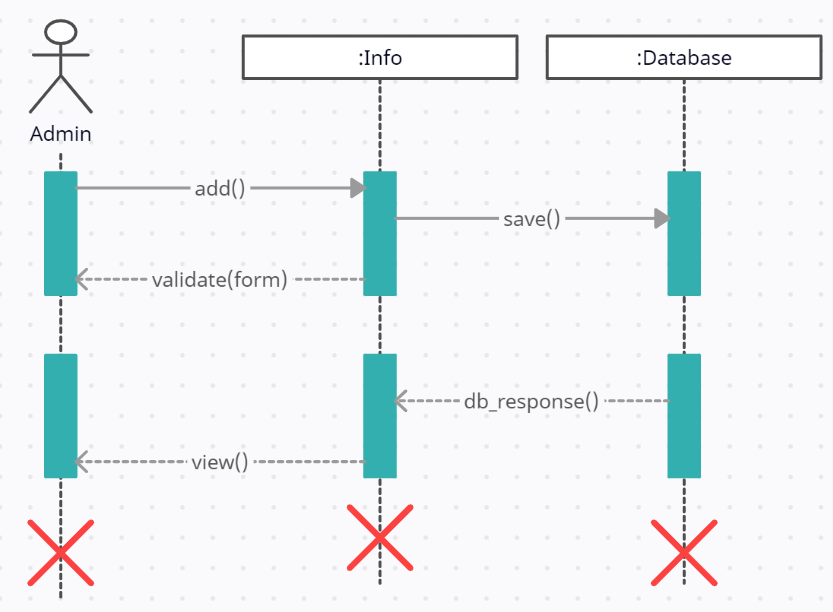 :Info
:Database
Admin
add()
save()
validate(form)
db_response()
view()